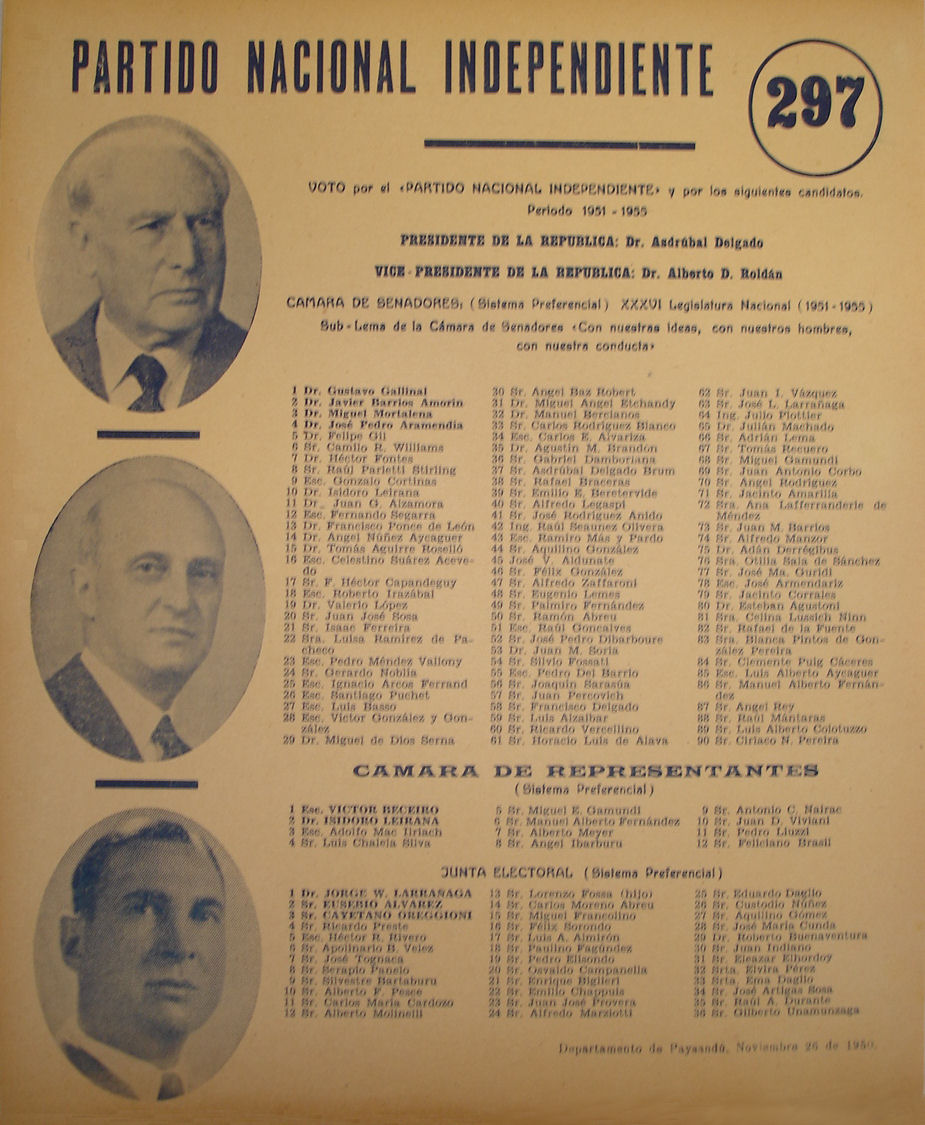 PARTIDO NACIONAL INDEPENDIENTE
297
VOTO por el «PARTIDO NACIONAL INDEPENDIENTE» y por los siguientes candidatos.
Periodo 1951 - 1955
PRESIDENTE DE LA REPUBLICA: Dr. Asdrúbal Delgado
VICE-PRESIDENTE DE LA REPUBLICA: Dr. Alberto D. Roldán
CAMARA DE SENADORES: (Sistema Preferencial) XXXVI Legislatura Nacional (1951-1955)
Sub-Lema de la Cámara de Senadores «Con nuestras ideas, con nuestros hombres,
con nuestra conducta»
1 Dr. Gustavo Gallinal
2 Dr. Javier Barrios Amorin
3 Dr. Miguel Mortalena
4 Dr. José Pedro Aramendia
5 Dr. Felipe Gil
6 Sr. Camilo R. Williams
7 Dr. Héctor Fontes
8 Sr. Raúl Parietti Stirling
9 Esc. Gonzalo Cortinas
10 Dr. Isidoro Leirana
11 Dr. Juan G. Alzamora
12 Esc. Fernando Segarra
13 Dr. Francisco Ponce de León
14 Dr. Angel Núñez Aycaguer
15 Dr. Tomás Aguirre Roselló
16 Esc. Celestino Suárez Aceve-
do
17 Sr. F. Héctor Capandeguy
18 Esc. Roberto Irazábal
19 Dr. Valerio López
20 Sr. Juan José Sosa
21 Sr. Isaac Ferreira
22 Sra. Luisa Ramirez de Pa-
checo
23 Esc. Pedro Méndez Vallony
24 Sr. Gerardo Noblia
25 Esc. Ignacio Arcos Ferrand
26 Esc. Santiago Puchet
27 Esc. Luis Basso
28 Esc. Victor González y Gon-
zález
29 Dr. Miguel de Dios Serna
30 Sr. Angel Baz Robert
31 Dr. Miguel Angel Etchandy
32 Dr. Manuel Bercianos
33 Sr. Carlos Rodriguez Blanco
34 Esc. Carlos E. Alvariza
35 Dr. Agustin M. Brandon
36 Sr. Gabriel Damboriana
37 Sr. Asdrúbal Delgado Brum
38 Sr. Rafael Braceras
39 Sr. Emilio E. Beretervide
40 Sr. Alfredo Legaspi
41 Sr. José Rodriguez Anido
42 Ing. Raúl Seaunez Olivera
43 Esc. Ramiro Más y Pardo
44 Sr. Aquilino González
45 José V. Aldunate
46 Sr. Félix González
47 Sr. Alfredo Zaffaroni
48 Sr. Eugenio Lemes
49 Sr. Palmiro Fernández
50 Sr. Ramón Abreu
51 Esc. Raúl Goncalves
52 Sr. José Pedro Dibarboure
53 Dr. Juan M. Soria
54 Sr. Silvio Fossati
55 Esc. Pedro Del Barrio
56 Sr. Joaquin Sarasúa
57 Sr. Juan Percovich
58 Sr. Francisco Delgado
59 Sr. Luis Alzaibar
60 Sr. Ricardo Vercellino
61 Sr. Horacio Luis de Alava
62 Sr. Juan I. Vázquez
63 Sr. José L. Larrañaga
64 Ing. Julio Plottier
65 Dr. Julián Machado
66 Sr. Adrián Lema
67 Sr. Tomás Recuero
68 Sr. Miguel Gamundi
69 Sr. Juan Antonio Corbo
70 Sr. Angel Rodriguez
71 Sr. Jacinto Amarilla
72 Sra. Ana Lafferranderie de
Méndez
73 Sr. Juan M. Barrios
74 Sr. Alfredo Manzor
75 Dr. Adán Derrégibus
76 Sra. Otilia Sala de Sánchez
77 Sr. José Ma. Guridi
78 Esc. José Armendariz
79 Sr. Jacinto Corrales
80 Dr. Esteban Agustoni
81 Sra. Celina Lussich Ninn
82 Sr. Rafael de la Fuente
83 Sra. Blanca Pintos de Gon-
zález Pereira
84 Sr. Clemente Puig Cáceres
85 Esc. Luis Alberto Aycaguer
86 Sr. Manuel Alberto Fernán-
dez
87 Sr. Angel Rey
88 Sr. Raúl Mántaras
89 Sr. Luis Alberto Colotuzzo
90 Sr. Ciriaco N. Pereira
CAMARA DE REPRESENTANTES
(Sistema Preferencial)
1 Esc. VICTOR BECEIRO
2 Dr. ISIDORO LEIRANA
3 Esc. Adolfo Mac Ilriach
4 Sr. Luis Chalela Silva
5 Sr. Miguel E. Gamundi
6 Sr. Manuel Alberto Fernández
7 Sr. Alberto Meyer
8 Sr. Angel Ibarburu
9 Sr. Antonio C. Nairac
10 Sr. Juan D. Viviani
11 Sr. Pedro Liuzzi
12 Sr. Feliciano Brasil
JUNTA ELECTORAL (Sistema Preferencial)
1 Dr. JORGE W. LARRAÑAGA
2 Sr. EUSEBIO ALVAREZ
3 Sr. CAYETANO OREGGIONI
4 Sr. Ricardo Preste
5 Esc. Héctor R. Rivero
6 Sr. Apolinario B. Velez
7 Sr. José Tognaca
8 Sr. Serapio Panelo
9 Sr. Silvestre Bartaburu
10 Sr. Alberto F. Pesce
11 Sr. Carlos Maria Cardozo
12 Sr. Alberto Molinelli
13 Sr. Lorenzo Fossa (hijo)
14 Sr. Carlos Moreno Abreu
15 Sr. Miguel Francolino
16 Sr. Félix Sorondo
17 Sr. Luis A. Almirón
18 Sr. Paulino Fagúndez
19 Sr. Pedro Elisondo
20 Sr. Osvaldo Campanella
21 Sr. Enrique Biglieri
22 Sr. Emilio Chappuis
23 Sr. Juan José Provera
24 Sr. Alfredo Marziotti
25 Sr. Eduardo Daglio
26 Sr. Custodio Núñez
27 Sr. Aquilino Gómez
28 Sr. José Maria Cunda
29 Dr. Roberto Buenaventura
30 Sr. Juan Indiano
31 Sr. Eleazar Elhordoy
32 Srta. Elvira Pérez
33 Srta. Ema Daglio
34 Sr. José Artigas Sosa
35 Sr. Raúl A. Durante
36 Sr. Gilberto Unamunzaga
Departamento de Paysandú, Noviembre 26 de 1950.